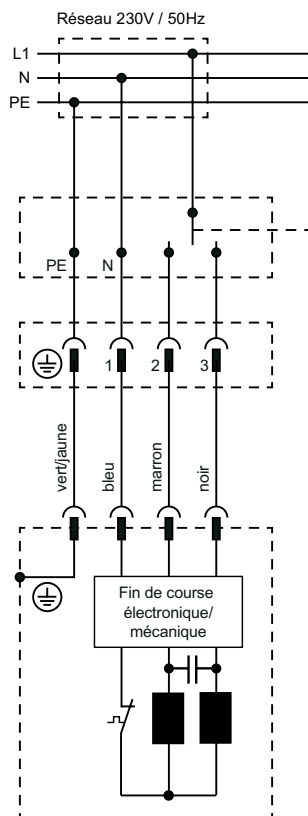 Réseau 230V / 50Hz
L1
N
PE
PE
N
1
2
3
vert/jaune
bleu
marron
noir
Fin de course
électronique/
mécanique